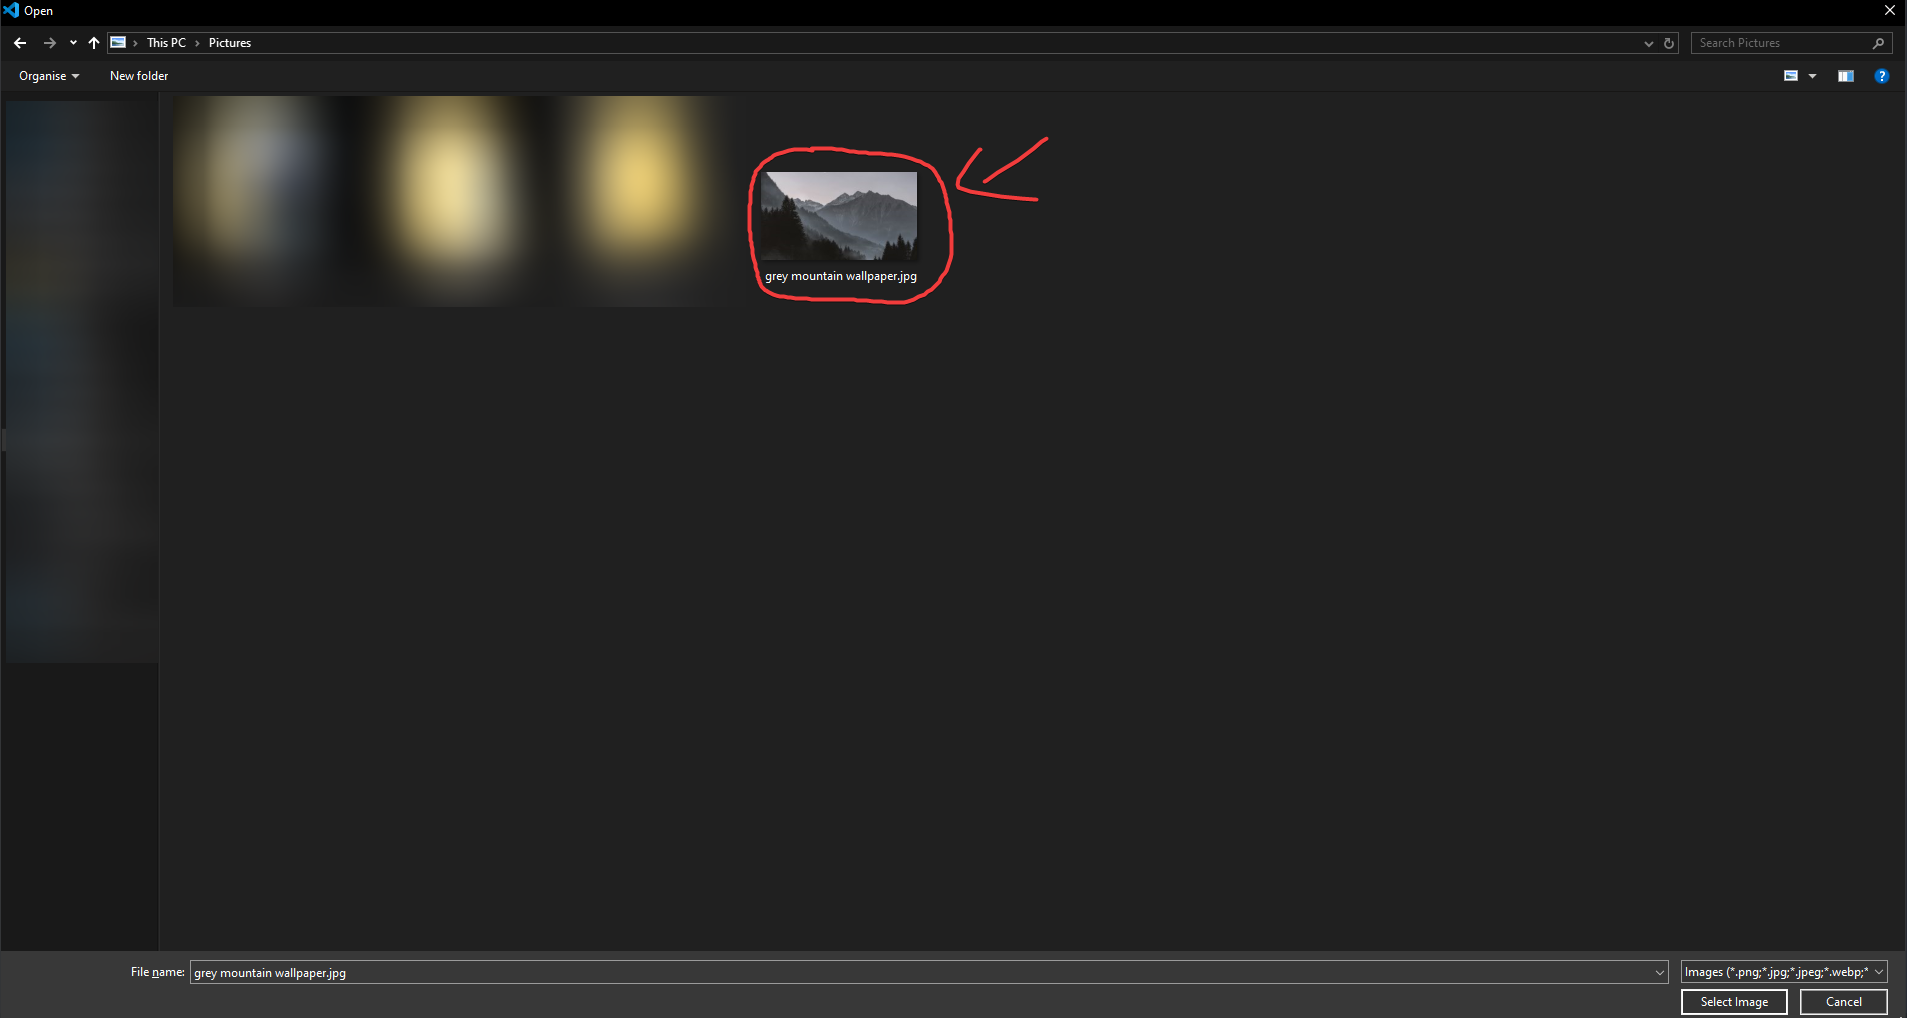 Open
This PC
Pictures
Search Pictures
Organise
New folder
?
grey mountain wallpaper.jpg
File name:
grey mountain wallpaper.jpg
Images (*.png;*.jpg;*.jpeg;*.webp;*
Select Image
Cancel